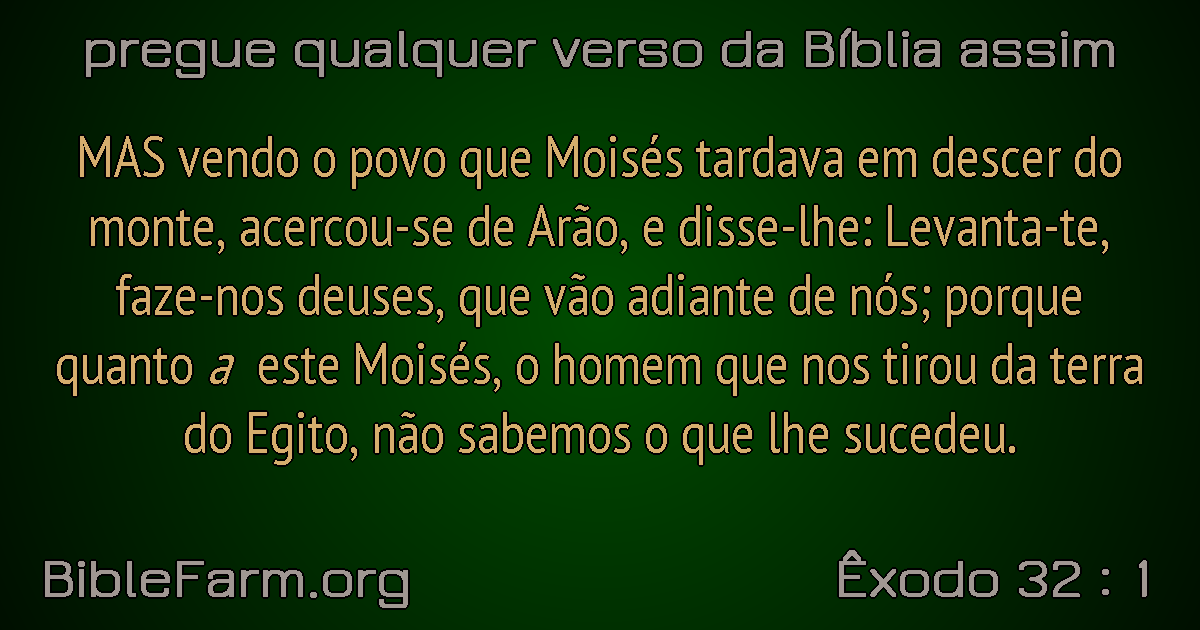 pregue qualquer verso da Bíblia assim
MAS vendo o povo que Moisés tardava em descer do
monte, acercou-se de Arão, e disse-lhe: Levanta-te,
faze-nos deuses, que vão adiante de nós; porque
quanto a este Moisés, o homem que nos tirou da terra
do Egito, não sabemos o que lhe sucedeu.
BibleFarm.org
Êxodo 32 : 1